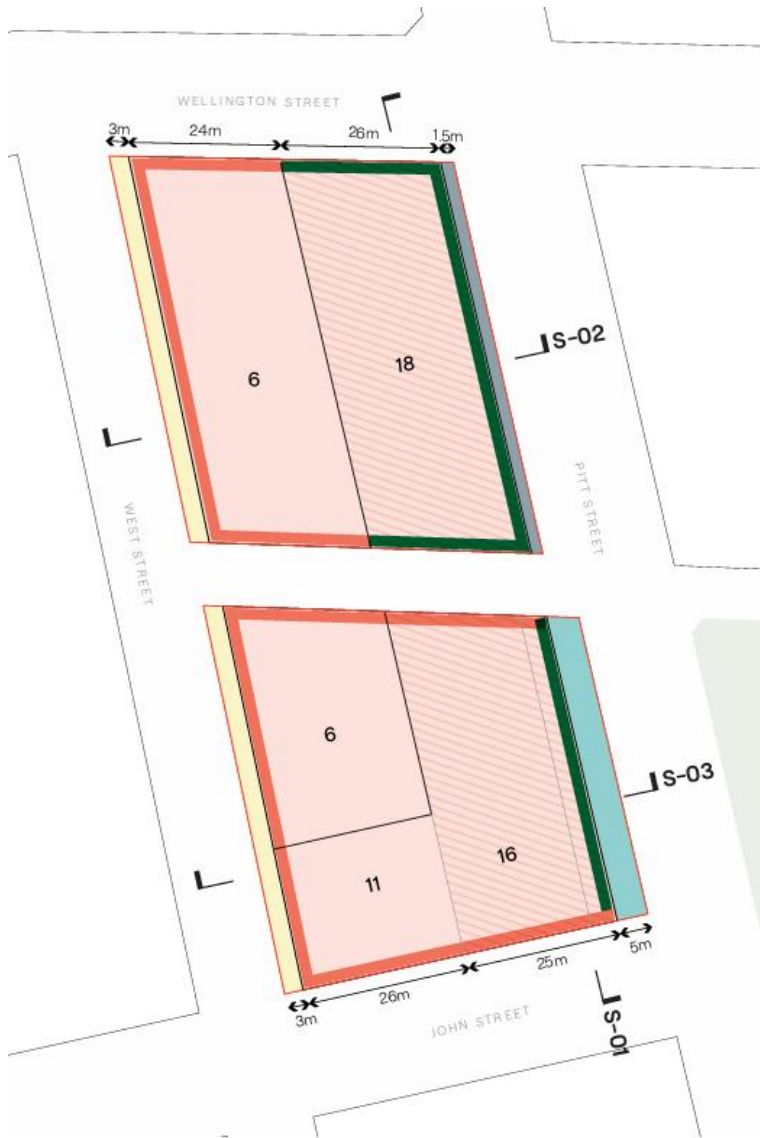 WELLINGTON STREET
3m
24m
26m
1.5m
S-02
18
6
PITT STREET
WEST STREET
6
S-03
16
11
25m
5m
26m
3m
JOHN STREET
S-01